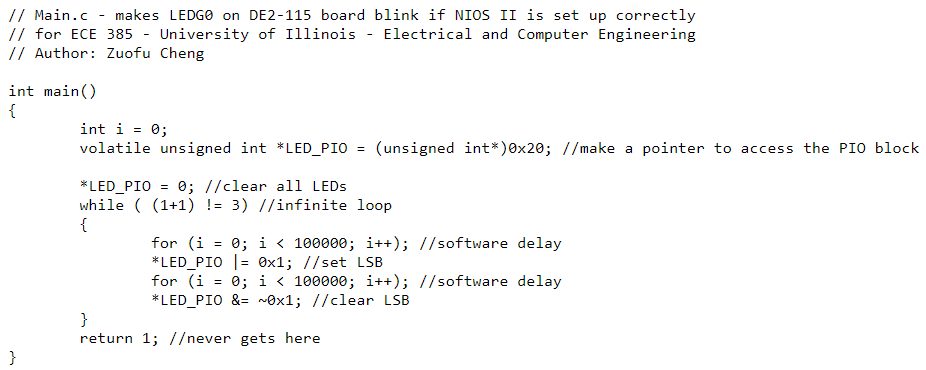 // Main.c - makes LEDG0 on DE2-115 board blink if NIOS II is set up correctly
// for ECE 385 - University of Illinois - Electrical and Computer Engineering
// Author: Zuofu Cheng
int main()
{
int i = 0;
volatile unsigned int *LED_PIO = (unsigned int*)0x20; //make a pointer to access the PIO block
*LED_PIO = 0; //clear all LEDs
while ( (1+1) != 3) //infinite loop
{
for (i = 0; i < 100000; i++); //software delay
*LED_PIO |= 0x1; //set LSB
for (i = 0; i < 100000; i++); //software delay
*LED_PIO &= ~0x1; //clear LSB
}
return 1; //never gets here
}